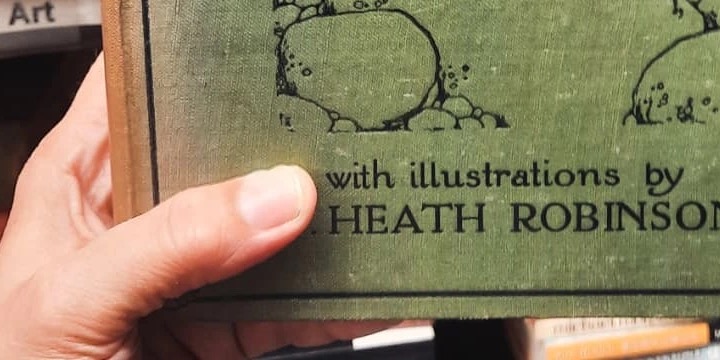 Art
with illustrations by
. HEATH ROBINSON